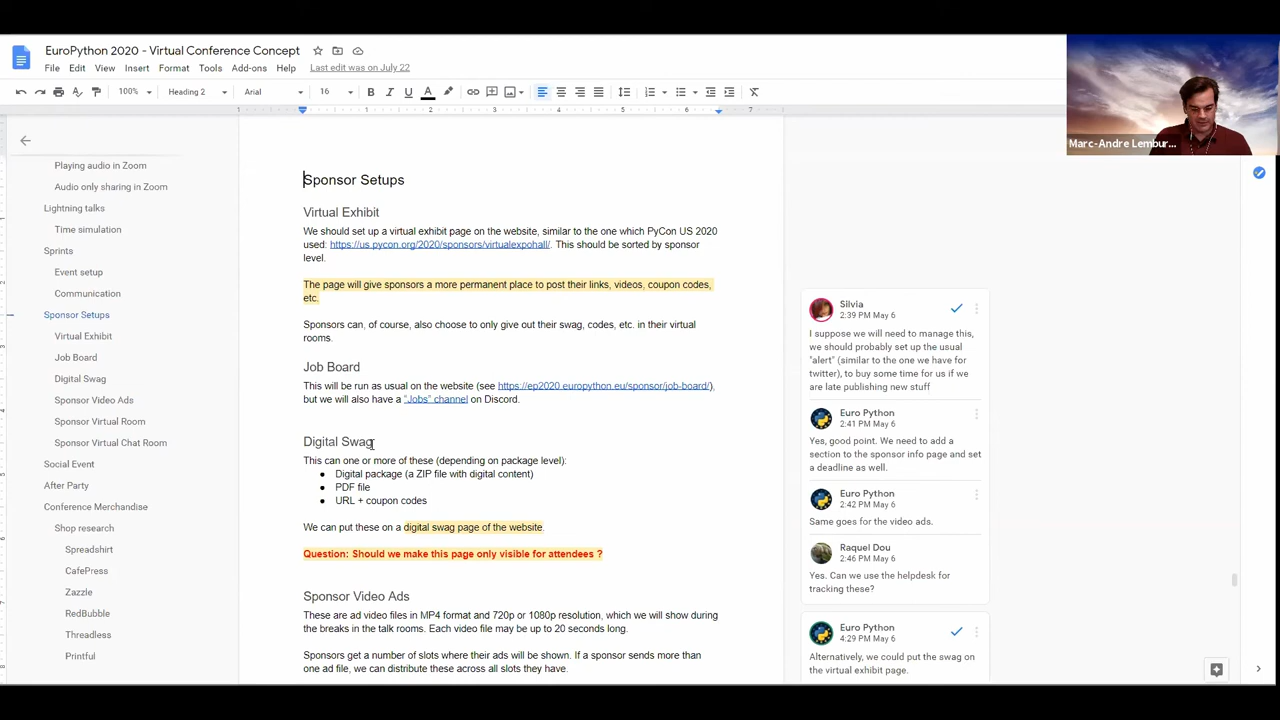 EuroPython 2020 - Virtual Conference Concept
File Edit View Insert Format Tools Add-ons Help Last edit was on July 22
100% Heading 2 Arial 16
1 1 2 3 4 5 6 7
Marc-Andre Lembur...
Playing audio in Zoom
Audio only sharing in Zoom
Lightning talks
Time simulation
Sprints
Event setup
Communication
Sponsor Setups
Virtual Exhibit
Job Board
Digital Swag
Sponsor Video Ads
Sponsor Virtual Room
Sponsor Virtual Chat Room
Social Event
After Party
Conference Merchandise
Shop research
Spreadshirt
CafePress
Zazzle
RedBubble
Threadless
Printful
Sponsor Setups
Virtual Exhibit
We should set up a virtual exhibit page on the website, similar to the one which PyCon US 2020
used: https://us.pycon.org/2020/sponsors/virtualexpohall/. This should be sorted by sponsor
level.
The page will give sponsors a more permanent place to post their links, videos, coupon codes,
etc.
Sponsors can, of course, also choose to only give out their swag, codes, etc. in their virtual
rooms.
Job Board
This will be run as usual on the website (see https://ep2020.europython.eu/sponsor/job-board/),
but we will also have a "Jobs" channel on Discord.
Digital Swag
This can one or more of these (depending on package level):
● Digital package (a ZIP file with digital content)
● PDF file
● URL + coupon codes
We can put these on a digital swag page of the website.
Question: Should we make this page only visible for attendees ?
Sponsor Video Ads
These are ad video files in MP4 format and 720p or 1080p resolution, which we will show during
the breaks in the talk rooms. Each video file may be up to 20 seconds long.
Sponsors get a number of slots where their ads will be shown. If a sponsor sends more than
one ad file, we can distribute these across all slots they have.
Silvia
2:39 PM May 6
I suppose we will need to manage this,
we should probably set up the usual
"alert" (similar to the one we have for
twitter), to buy some time for us if we
are late publishing new stuff
Euro Python
2:41 PM May 6
Yes, good point. We need to add a
section to the sponsor info page and set
a deadline as well.
Euro Python
2:42 PM May 6
Same goes for the video ads.
Raquel Dou
3:29 PM May 6
Yes. Can we use the helpdesk for
tracking these?
Euro Python
4:29 PM May 6
Alternatively, we could put the swag on
the virtual exhibit page.